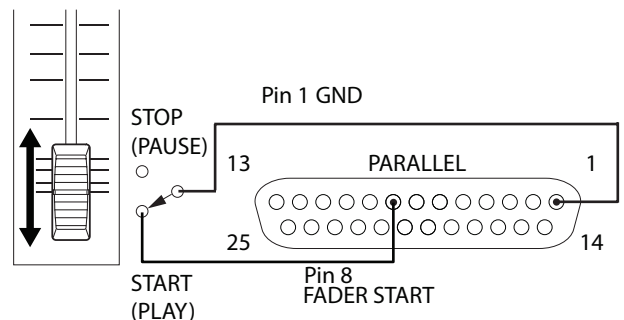 Pin 1 GND
STOP
(PAUSE)
13
PARALLEL
1
25
14
START
(PLAY)
Pin 8
FADER START